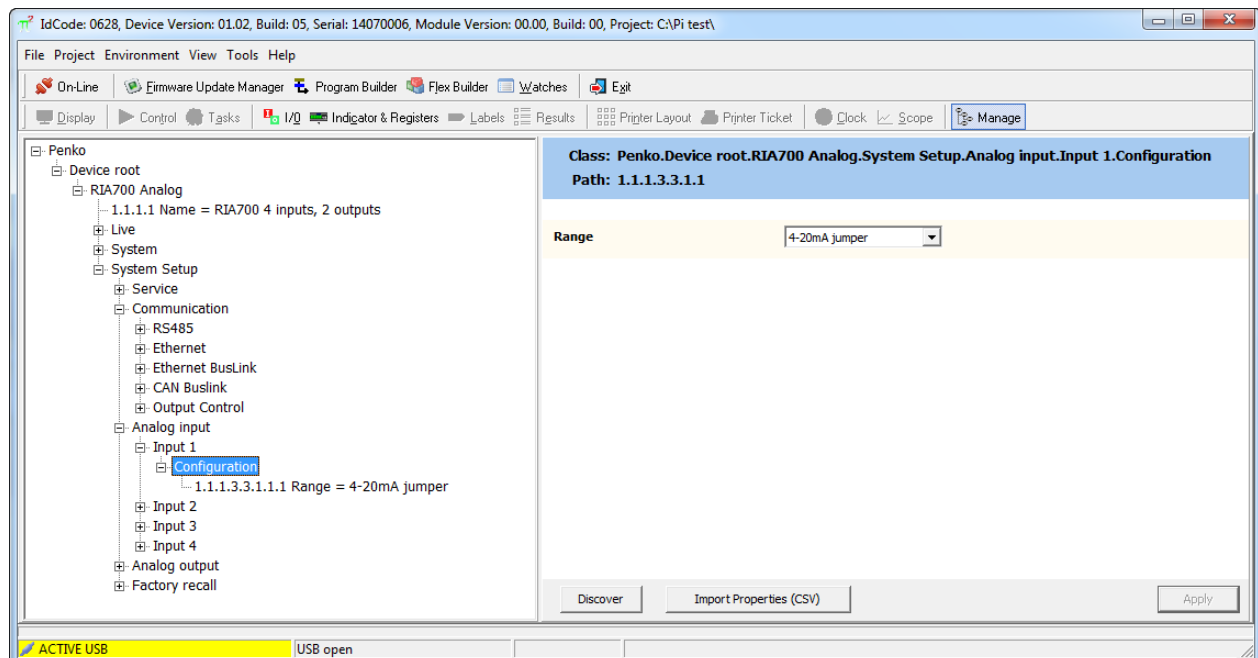 IdCode: 0628, Device Version: 01.02, Build: 05, Serial: 14070006, Module Version: 00.00, Build: 00, Project: C:\Pi test\
File Project Environment View Tools Help
On-Line Firmware Update Manager Program Builder Flex Builder Watches Exit
Display Control Tasks I/O Indicator & Registers Labels Results Printer Layout Printer Ticket Clock Scope Manage
Penko
Device root
RIA700 Analog
1.1.1.1 Name = RIA700 4 inputs, 2 outputs
Live
System
System Setup
Service
Communication
RS485
Ethernet
Ethernet BusLink
CAN Buslink
Output Control
Analog input
Input 1
Configuration
1.1.1.3.3.1.1.1 Range = 4-20mA jumper
Input 2
Input 3
Input 4
Analog output
Factory recall
Class: Penko.Device root.RIA700 Analog.System Setup.Analog input.Input 1.Configuration
Path: 1.1.1.3.3.1.1
Range 4-20mA jumper
Discover Import Properties (CSV) Apply
ACTIVE USB USB open